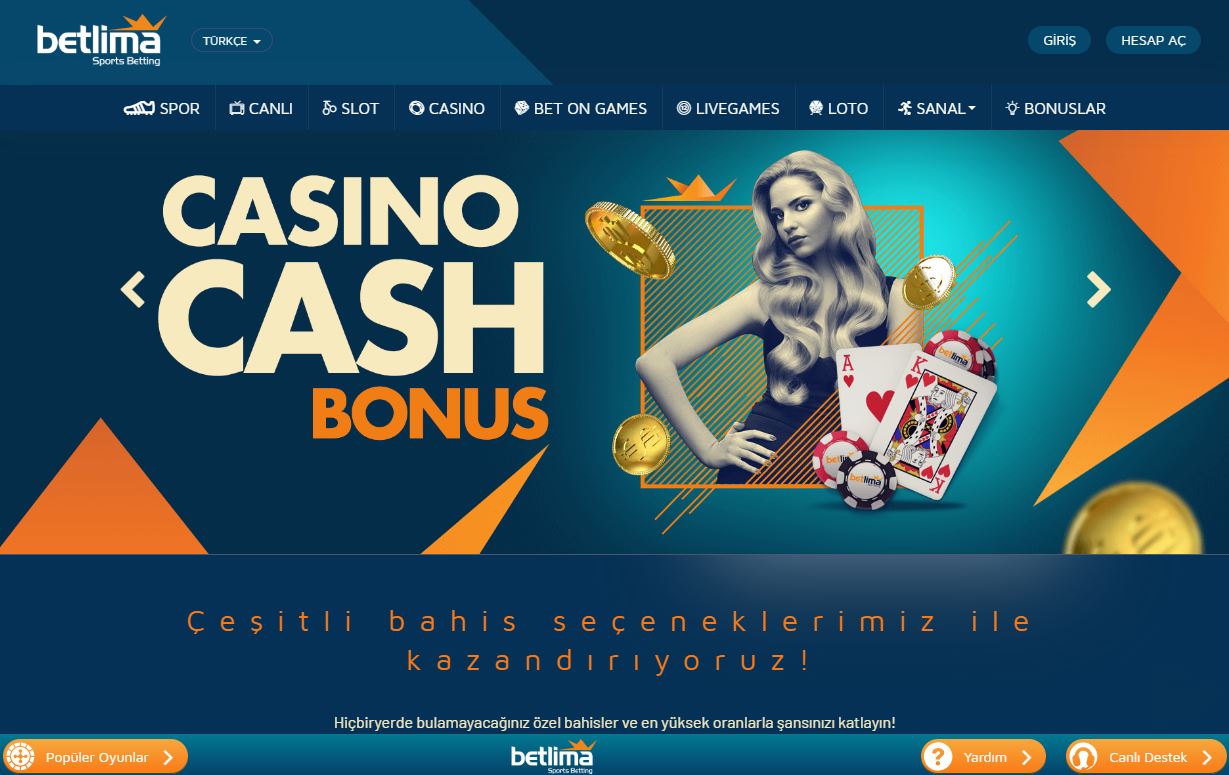 betlima
Sports Betting
TÜRKÇE
GİRİŞ
HESAP AÇ
SPOR
CANLI
SLOT
CASINO
BET ON GAMES
LIVEGAMES
LOTO
SANAL
BONUSLAR
CASINO
CASH
BONUS
A
K
betlima
betlima
K
Çeşitli bahis seçeneklerimiz ile
kazandırıyoruz!
Hiçbiryerde bulamayacağınız özel bahisler ve en yüksek oranlarla şansınızı katlayın!
Popüler Oyunlar
betlima
Sports Betting
Yardım
Canlı Destek